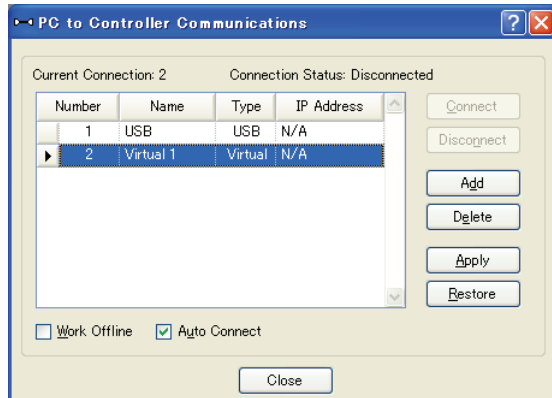 PC to Controller Communications
Current Connection: 2 Connection Status: Disconnected
Number Name Type IP Address
1 USB USB N/A
2 Virtual 1 Virtual N/A
Connect
Disconnect
Add
Delete
Apply
Restore
Work Offline Auto Connect
Close